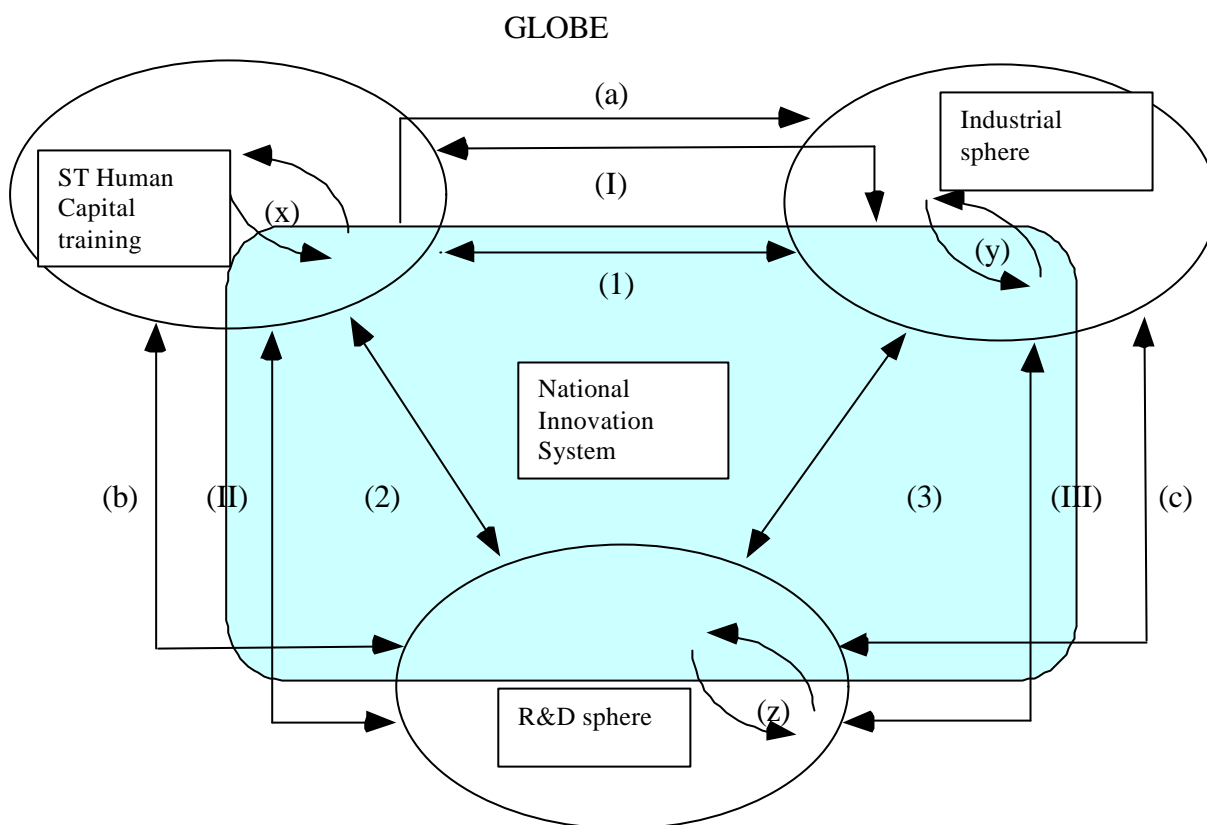 GLOBE
(a)
Industrial
sphere
ST Human
Capital
training
(I)
(x)
(y)
(1)
National
Innovation
System
(b)
(II)
(2)
(3)
(III)
(c)
R&D sphere
(z)